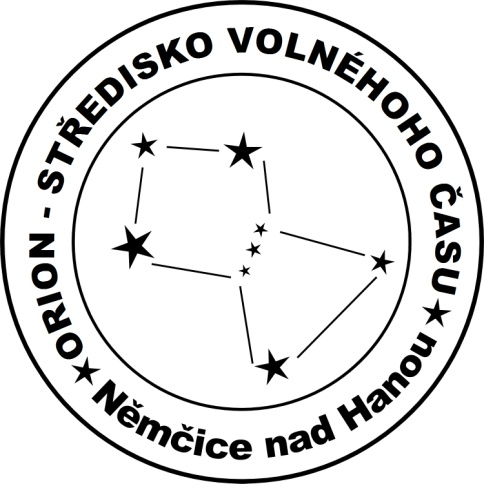 ORION - STŘEDISKO VOLNÉHOHO ČASU
Němčice nad Hanou